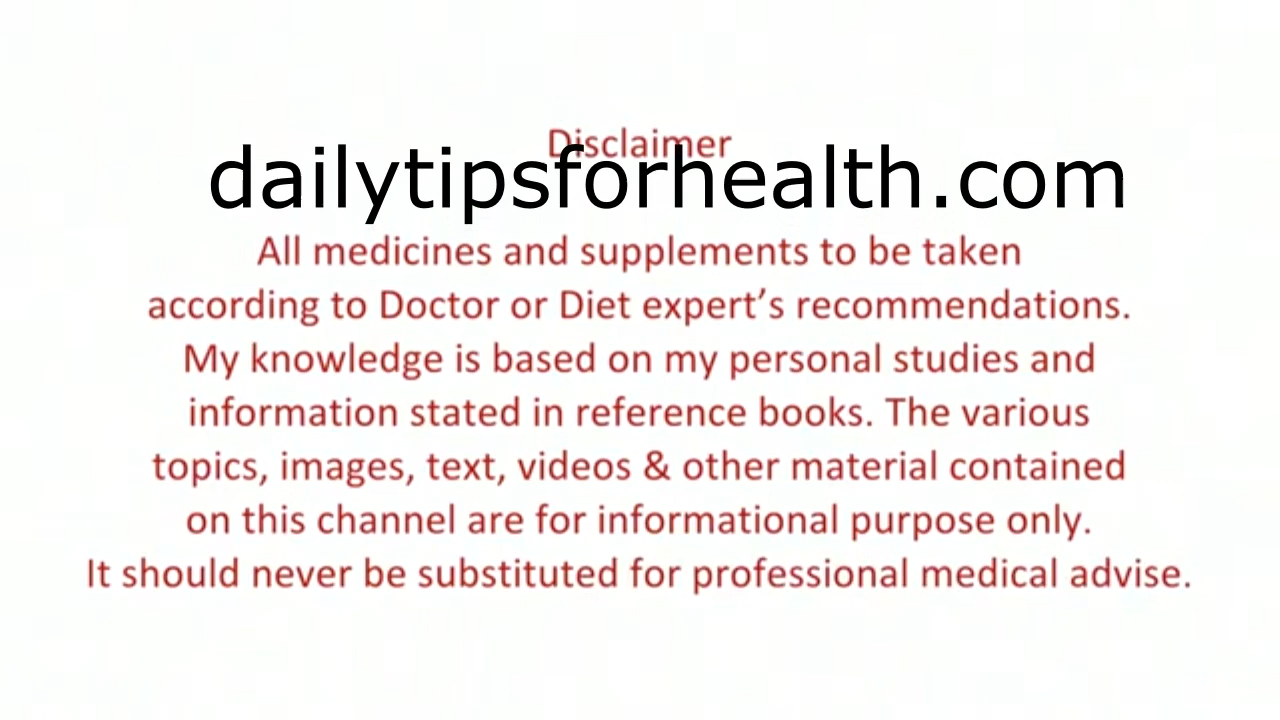 Disclaimer
dailytipsforhealth.com
All medicines and supplements to be taken
according to Doctor or Diet expert’s recommendations.
My knowledge is based on my personal studies and
information stated in reference books. The various
topics, images, text, videos & other material contained
on this channel are for informational purpose only.
It should never be substituted for professional medical advise.